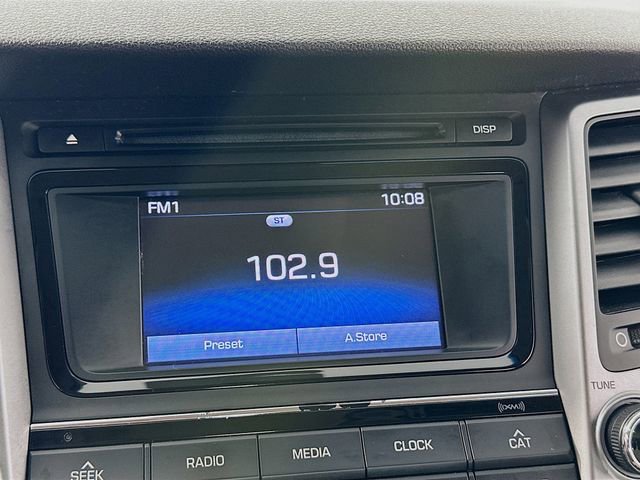 DISP
FM1 10:08
ST
102.9
Preset A.Store
((XM))
TUNE
SEEK RADIO MEDIA CLOCK CAT